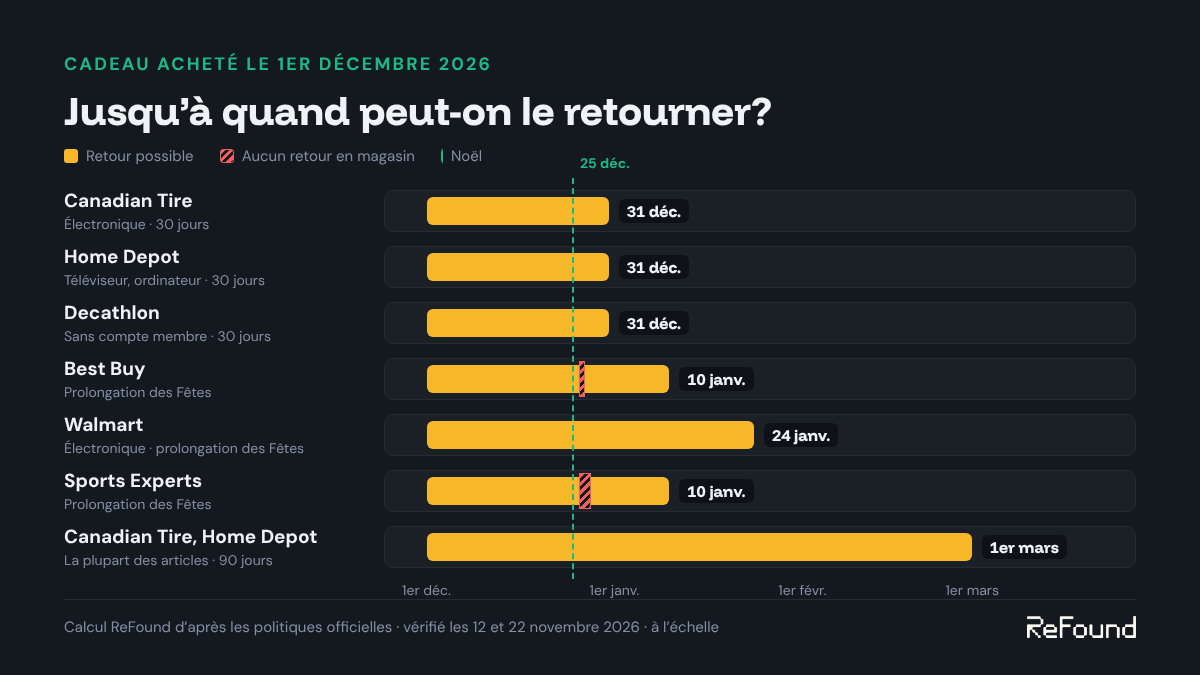 CADEAU ACHETÉ LE 1ER DÉCEMBRE 2026
Jusqu’à quand peut-on le retourner?
Retour possible
Aucun retour en magasin
Noël
25 déc.
Canadian Tire
Électronique · 30 jours
31 déc.
Home Depot
Téléviseur, ordinateur · 30 jours
31 déc.
Decathlon
Sans compte membre · 30 jours
31 déc.
Best Buy
Prolongation des Fêtes
10 janv.
Walmart
Électronique · prolongation des Fêtes
24 janv.
Sports Experts
Prolongation des Fêtes
10 janv.
Canadian Tire, Home Depot
La plupart des articles · 90 jours
1er mars
1er déc.
1er janv.
1er févr.
1er mars
Calcul ReFound d’après les politiques officielles · vérifié les 12 et 22 novembre 2026 · à l’échelle
ReFound